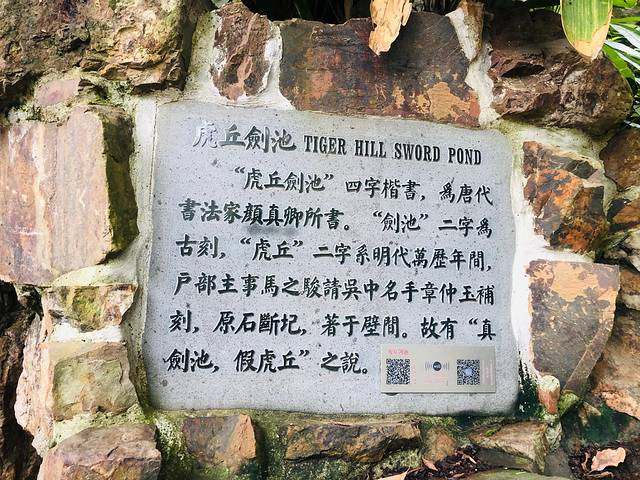 虎丘劍池 TIGER HILL SWORD POND
“虎丘劍池”四字楷書，爲唐代
書法家顔真卿所書。“劍池”二字爲
古刻，“虎丘”二字系明代萬歷年間，
戶部主事馬之駿請吳中名手章仲玉補
刻，原石斷圮，著于壁間。故有“真
劍池，假虎丘”之說。